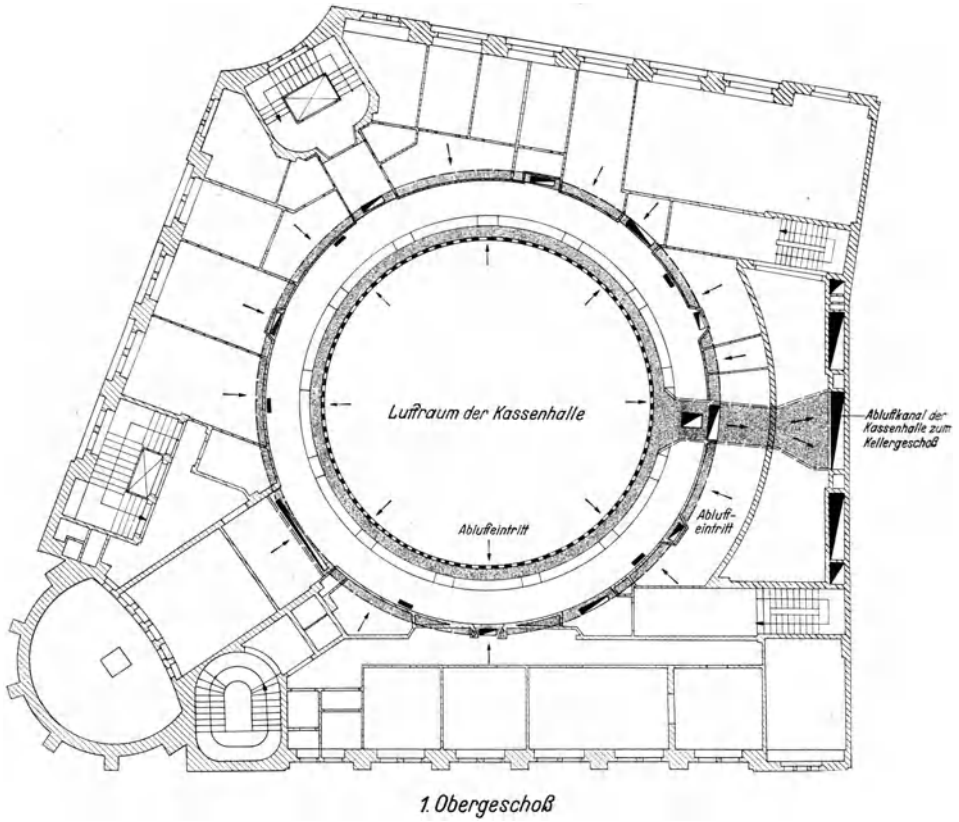 Luftraum der Kassenhalle
Abluftkanal der
Kassenhalle zum
Kellergeschoß
Ablufteintritt
Abluft-
eintritt
1. Obergeschoß